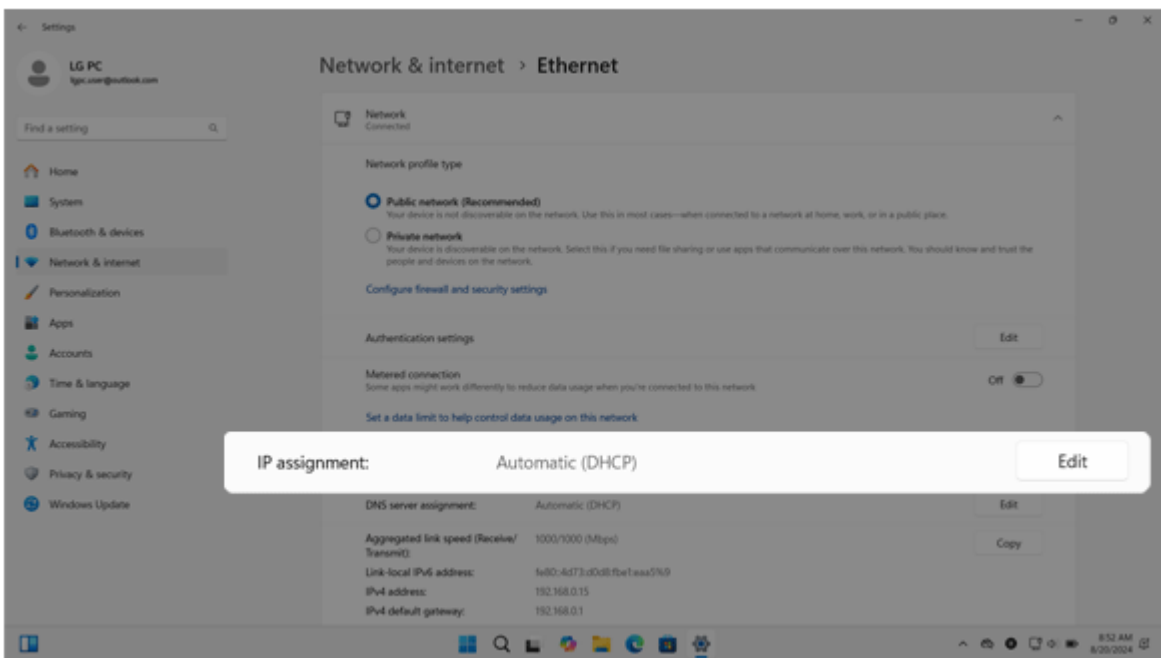 Settings
LG PC
lgpc.user@outlook.com
Find a setting
Home
System
Bluetooth & devices
Network & internet
Personalization
Apps
Accounts
Time & language
Gaming
Accessibility
Privacy & security
Windows Update
Network & internet > Ethernet
Network
Connected
Network profile type
Public network (Recommended)
Your device is not discoverable on the network. Use this in most cases—when connected to a network at home, work, or in a public place.
Private network
Your device is discoverable on the network. Select this if you need file sharing or use apps that communicate over this network. You should know and trust the
people and devices on the network.
Configure firewall and security settings
Authentication settings Edit
Metered connection Off
Some apps might work differently to reduce data usage when you're connected to this network
Set a data limit to help control data usage on this network
IP assignment: Automatic (DHCP) Edit
DNS server assignment: Automatic (DHCP) Edit
Aggregated link speed (Receive/ 1000/1000 (Mbps) Copy
Transmit):
Link-local IPv6 address:
IPv4 address: 192.168.0.15
IPv4 default gateway: 192.168.0.1
8:52 AM
8/20/2024